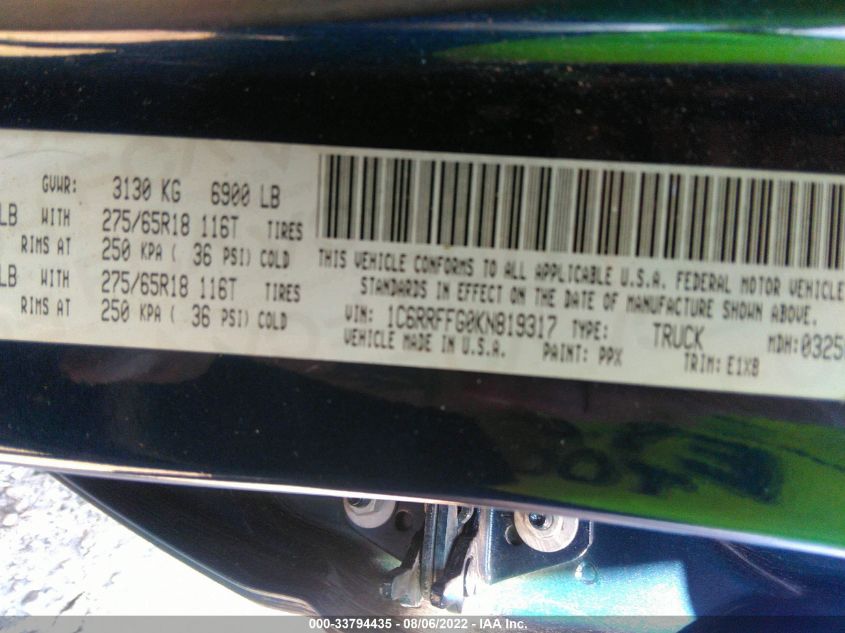 GVWR: 3130 KG 6900 LB
LB WITH 275/65R18 116T TIRES
RIMS AT 250 KPA ( 36 PSI) COLD
LB WITH 275/65R18 116T TIRES
RIMS AT 250 KPA ( 36 PSI) COLD
THIS VEHICLE CONFORMS TO ALL APPLICABLE U.S.A. FEDERAL MOTOR VEHICLE
STANDARDS IN EFFECT ON THE DATE OF MANUFACTURE SHOWN ABOVE.
VIN: 1C6RRFFG0KN819317 TYPE: TRUCK MDH: 0325
VEHICLE MADE IN U.S.A. PAINT: PPX TRIM: E1X8
000-33794435 - 08/06/2022 - IAA Inc.